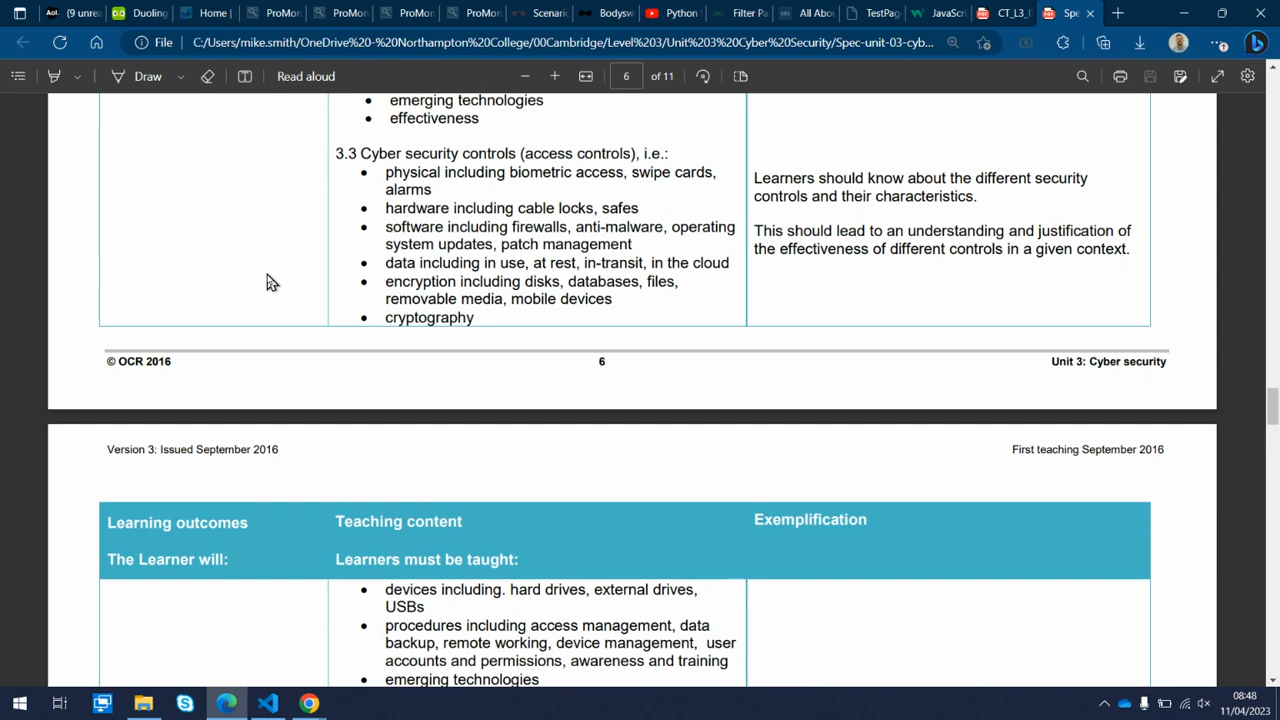 (9 unrea
Duoling
Home |
ProMon
ProMon
ProMon
ProMon
Scenaric
Bodysw
Python |
Filter Pa
All Abou
TestPag
JavaScri
CT_L3_I
Spe
File
C:/Users/mike.smith/OneDrive%20-%20Northampton%20College/00Cambridge/Level%203/Unit%203%20Cyber%20Security/Spec-unit-03-cyb...
Draw
Read aloud
6
of 11
emerging technologies
effectiveness
3.3 Cyber security controls (access controls), i.e.:
physical including biometric access, swipe cards,
alarms
hardware including cable locks, safes
software including firewalls, anti-malware, operating
system updates, patch management
data including in use, at rest, in-transit, in the cloud
encryption including disks, databases, files,
removable media, mobile devices
cryptography
Learners should know about the different security
controls and their characteristics.
This should lead to an understanding and justification of
the effectiveness of different controls in a given context.
© OCR 2016
6
Unit 3: Cyber security
Version 3: Issued September 2016
First teaching September 2016
Learning outcomes
Teaching content
Exemplification
The Learner will:
Learners must be taught:
devices including. hard drives, external drives,
USBs
procedures including access management, data
backup, remote working, device management, user
accounts and permissions, awareness and training
emerging technologies
08:48
11/04/2023